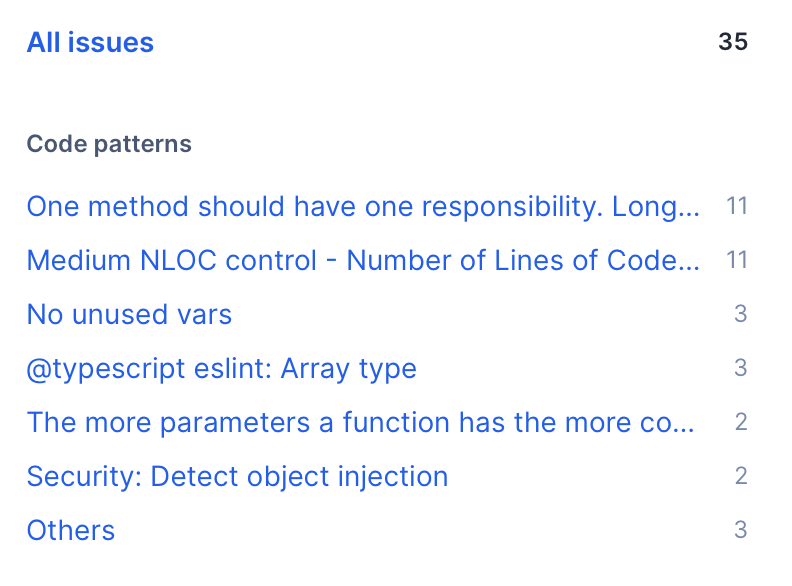 All issues 35
Code patterns
One method should have one responsibility. Long... 11
Medium NLOC control - Number of Lines of Code... 11
No unused vars 3
@typescript eslint: Array type 3
The more parameters a function has the more co... 2
Security: Detect object injection 2
Others 3